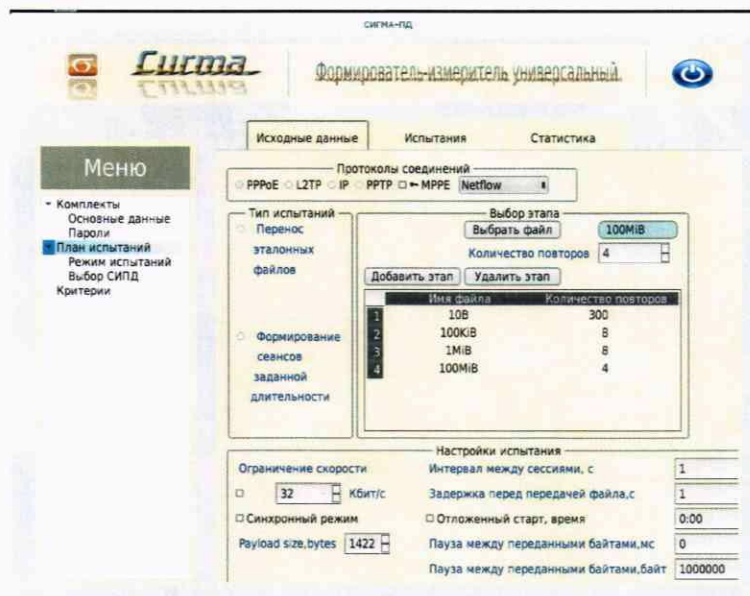 СИГМА-ПД
Сигма
Формирователь-измеритель универсальный
Исходные данные Испытания Статистика
Меню
Комплекты
Основные данные
Пароли
План испытаний
Режим испытаний
Выбор СИПД
Критерии
Протоколы соединений
PPPoE L2TP IP PPTP MPPE Netflow
Тип испытаний
Перенос
эталонных
файлов
Формирование
сеансов
заданной
длительности
Выбор этапа
Выбрать файл 100MiB
Количество повторов 4
Добавить этап Удалить этап
Имя файла Количество повторов
1 10B 300
2 100KiB 8
3 1MiB 8
4 100MiB 4
Настройки испытания
Ограничение скорости Интервал между сессиями, с 1
32 Кбит/с Задержка перед передачей файла,с 1
Синхронный режим Отложенный старт, время 0:00
Payload size,bytes 1422 Пауза между переданными байтами,мс 0
Пауза между переданными байтами,байт 1000000